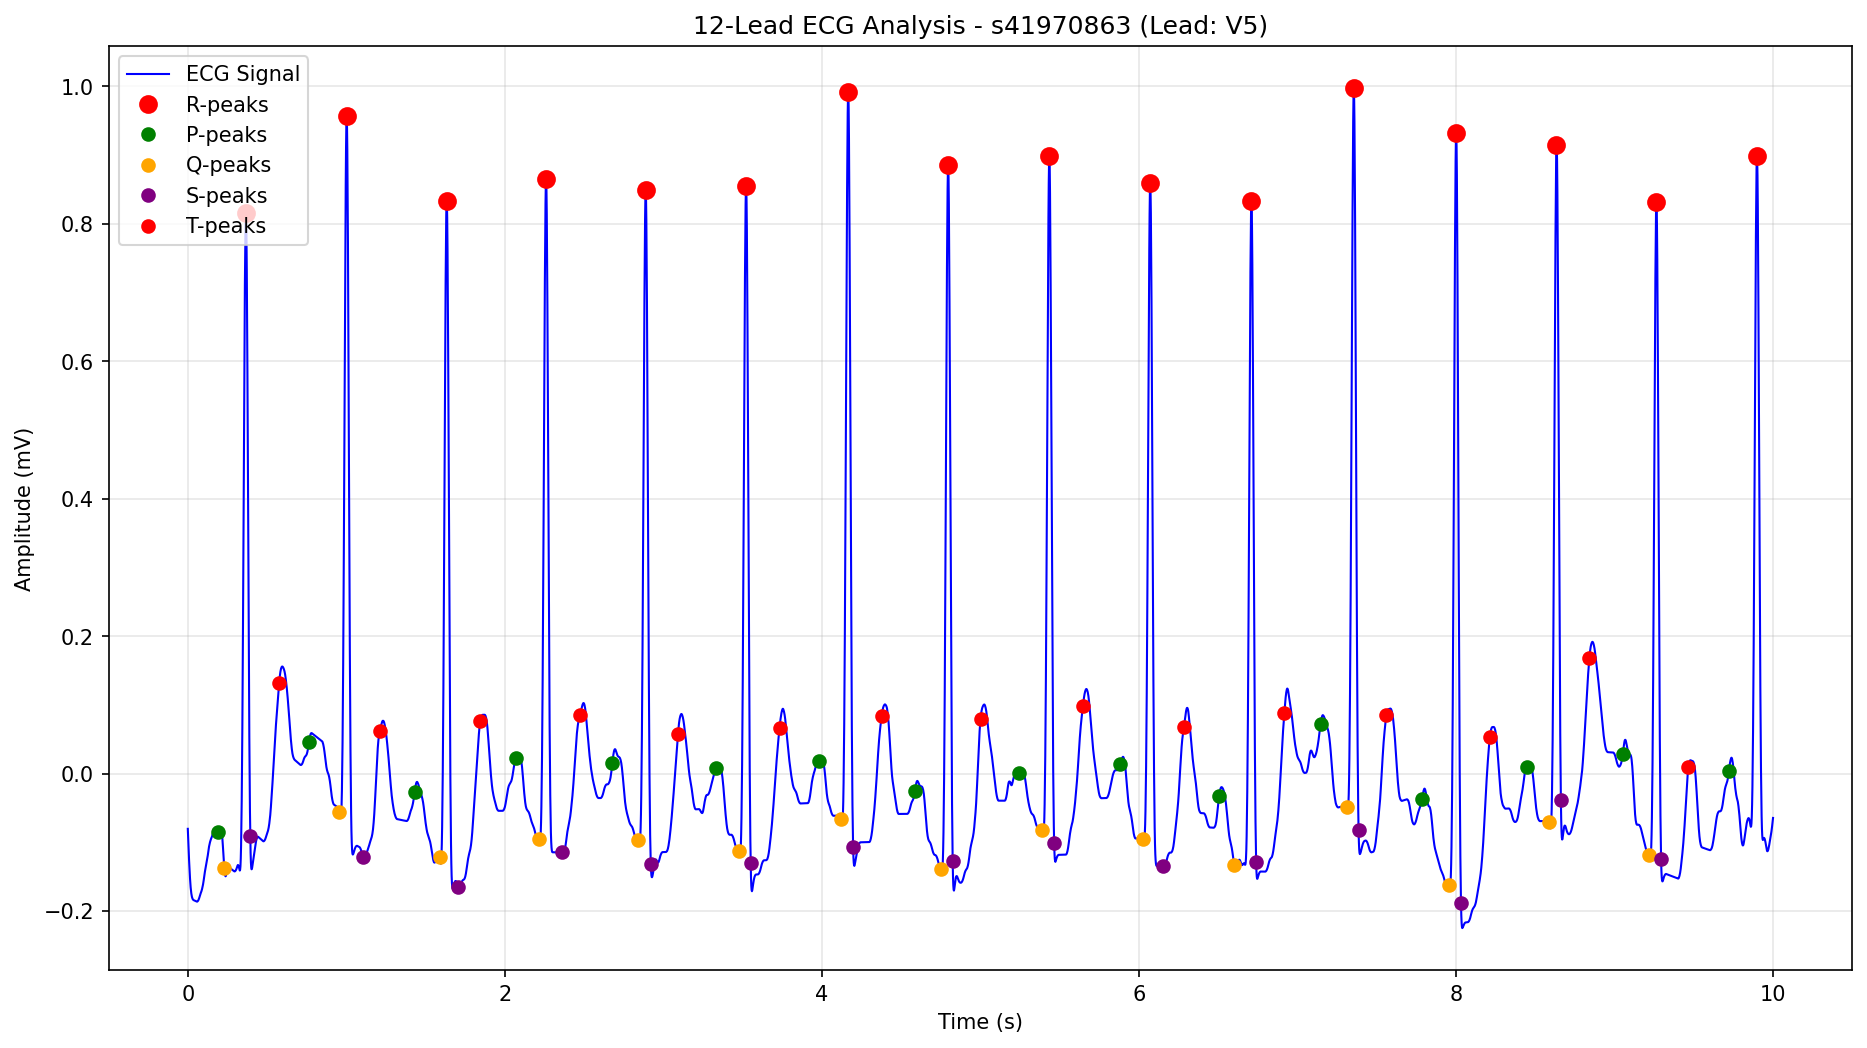 12-Lead ECG Analysis - s41970863 (Lead: V5)
ECG Signal
R-peaks
P-peaks
Q-peaks
S-peaks
T-peaks
Amplitude (mV)
1.0
0.8
0.6
0.4
0.2
0.0
−0.2
0 2 4 6 8 10
Time (s)